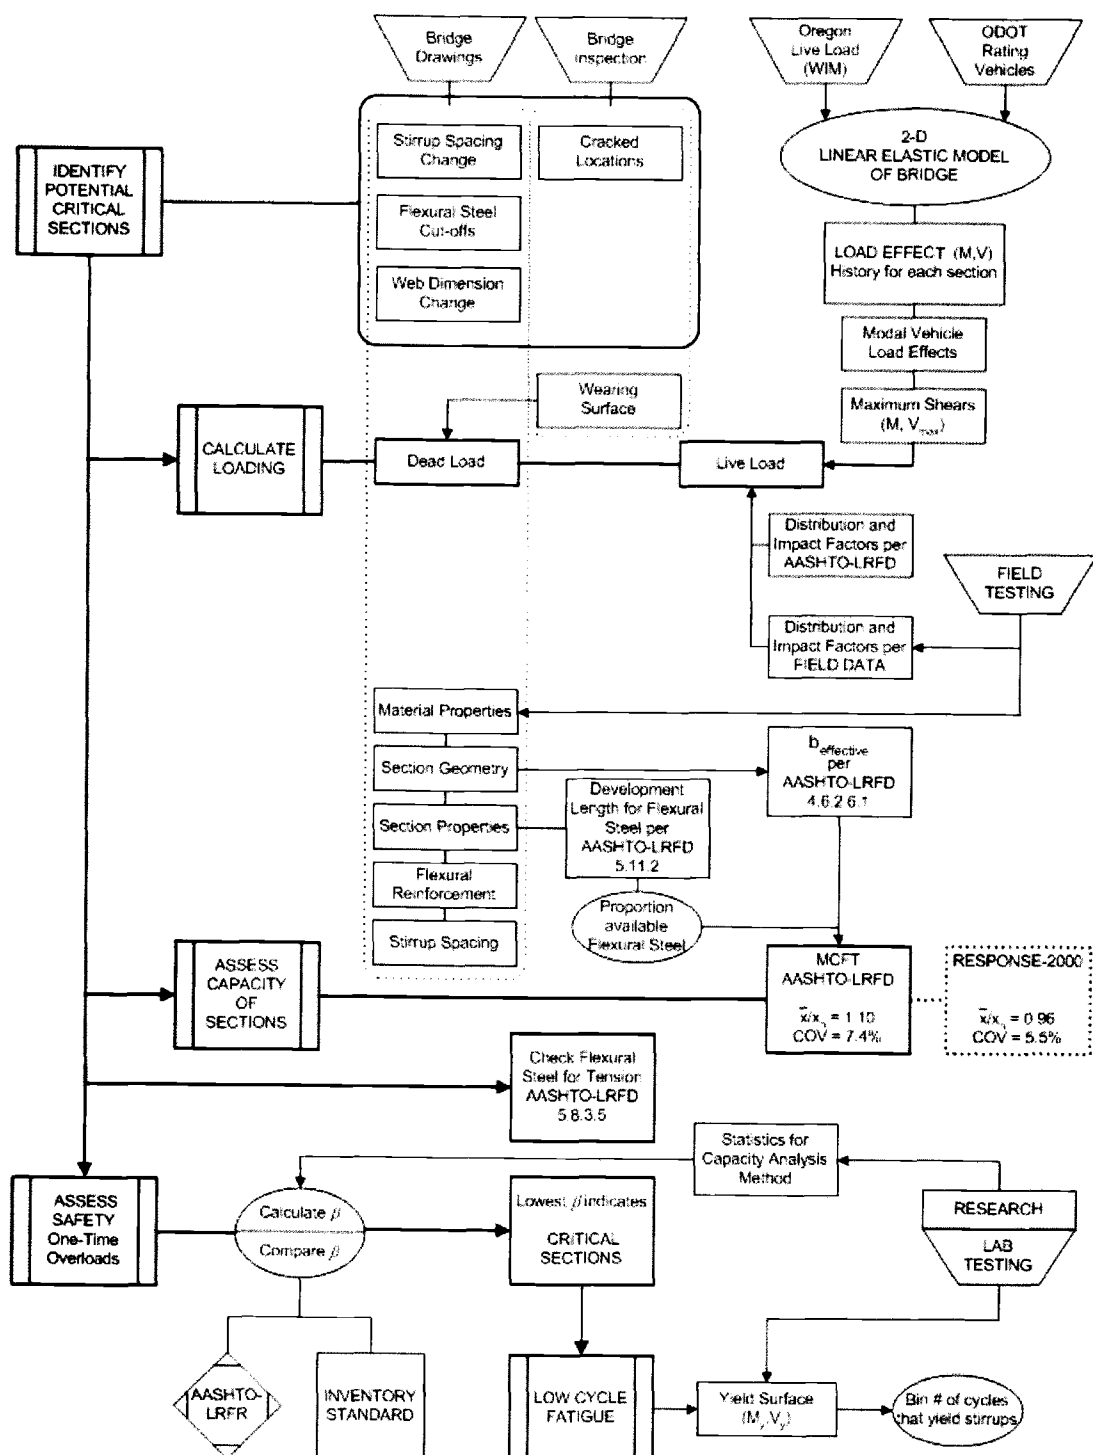 Bridge
Drawings
Bridge
Inspection
Oregon
Live Load
(WIM)
ODOT
Rating
Vehicles
Stirrup Spacing
Change
Cracked
Locations
2-D
LINEAR ELASTIC MODEL
OF BRIDGE
IDENTIFY
POTENTIAL
CRITICAL
SECTIONS
Flexural Steel
Cut-offs
LOAD EFFECT (M,V)
History for each section
Web Dimension
Change
Modal Vehicle
Load Effects
Wearing
Surface
Maximum Shears
(M, Vmax)
CALCULATE
LOADING
Dead Load
Live Load
Distribution and
Impact Factors per
AASHTO-LRFD
FIELD
TESTING
Distribution and
Impact Factors per
FIELD DATA
Material Properties
Section Geometry
beffective
per
AASHTO-LRFD
4.6.2.6.1
Development
Length for Flexural
Steel per
AASHTO-LRFD
5.11.2
Section Properties
Flexural
Reinforcement
Proportion
available
Flexural Steel
Stirrup Spacing
ASSESS
CAPACITY
OF
SECTIONS
MCFT
AASHTO-LRFD
= 1.10
COV = 7.4%
RESPONSE-2000
= 0.96
COV = 5.5%
Check Flexural
Steel for Tension
AASHTO-LRFD
5.8.3.5
Statistics for
Capacity Analysis
Method
ASSESS
SAFETY
One-Time
Overloads
Calculate β
Compare β
Lowest β indicates
CRITICAL
SECTIONS
RESEARCH
LAB
TESTING
AASHTO-
LRFR
INVENTORY
STANDARD
LOW CYCLE
FATIGUE
Yield Surface
(My,Vy)
Bin # of cycles
that yield stirrups